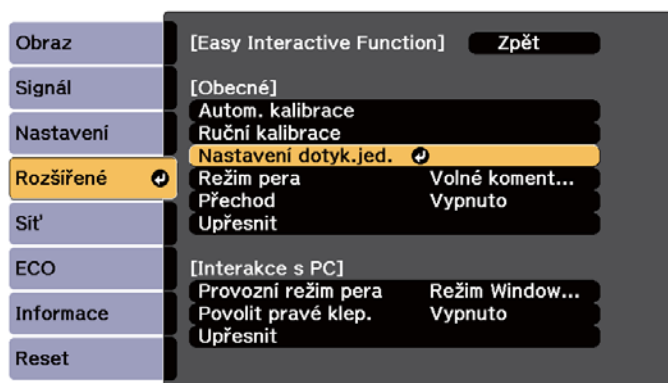 Obraz
Signál
Nastavení
Rozšířené
Síť
ECO
Informace
Reset
[Easy Interactive Function] Zpět
[Obecné]
Autom. kalibrace
Ruční kalibrace
Nastavení dotyk.jed.
Režim pera Volné koment...
Přechod Vypnuto
Upřesnit
[Interakce s PC]
Provozní režim pera Režim Window...
Povolit pravé klep. Vypnuto
Upřesnit